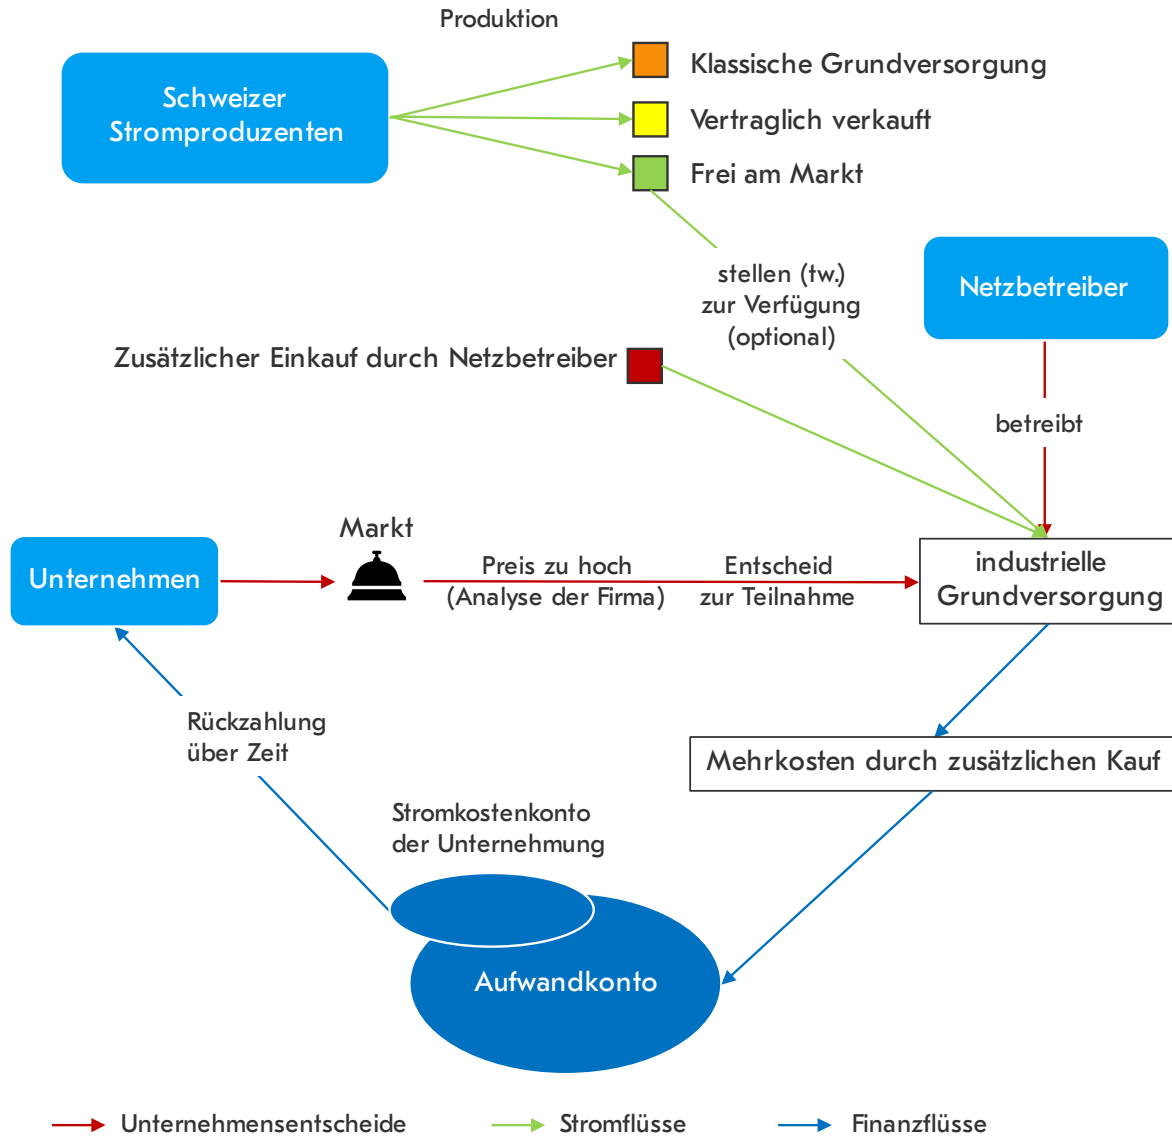 Produktion
Schweizer
Stromproduzenten
Klassische Grundversorgung
Vertraglich verkauft
Frei am Markt
stellen (tw.)
zur Verfügung
(optional)
Netzbetreiber
Zusätzlicher Einkauf durch Netzbetreiber
betreibt
Unternehmen
Markt
Preis zu hoch
(Analyse der Firma)
Entscheid
zur Teilnahme
industrielle
Grundversorgung
Rückzahlung
über Zeit
Mehrkosten durch zusätzlichen Kauf
Stromkostenkonto
der Unternehmung
Aufwandkonto
Unternehmensentscheide
Stromflüsse
Finanzflüsse